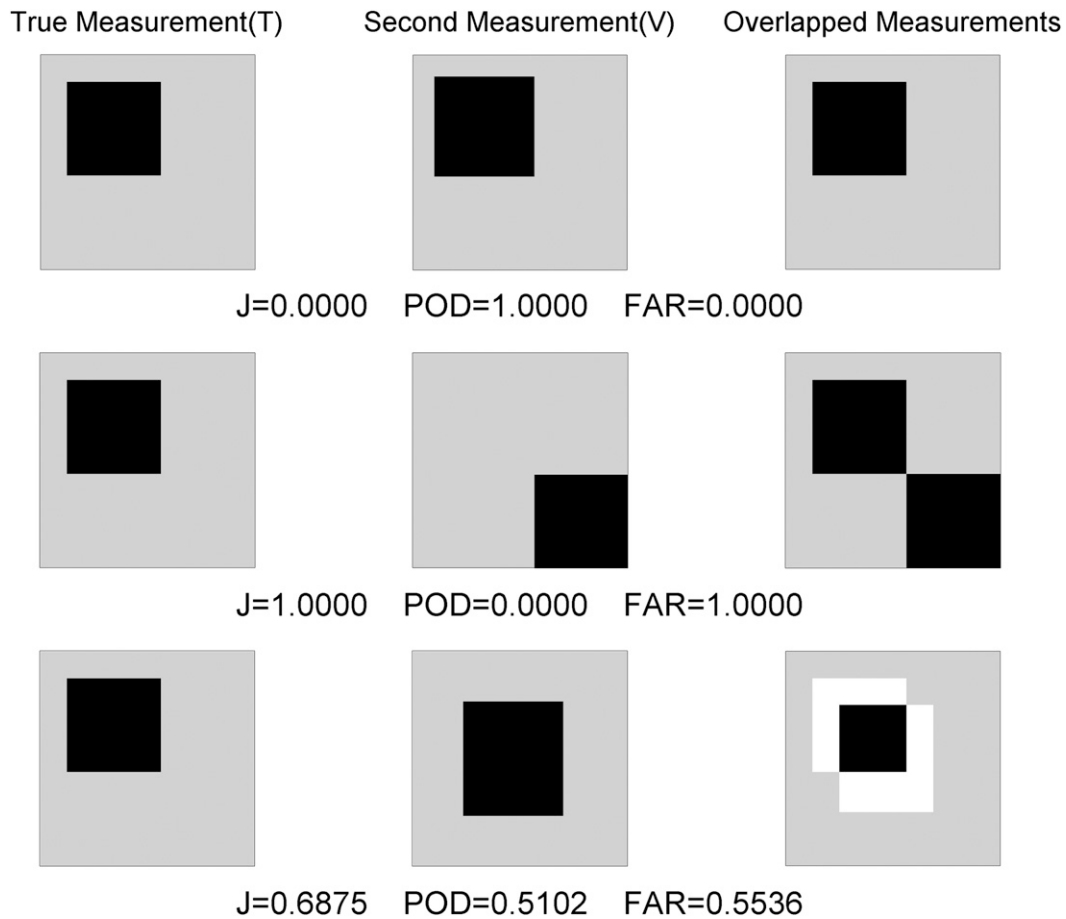 True Measurement(T) Second Measurement(V) Overlapped Measurements
J=0.0000 POD=1.0000 FAR=0.0000
J=1.0000 POD=0.0000 FAR=1.0000
J=0.6875 POD=0.5102 FAR=0.5536